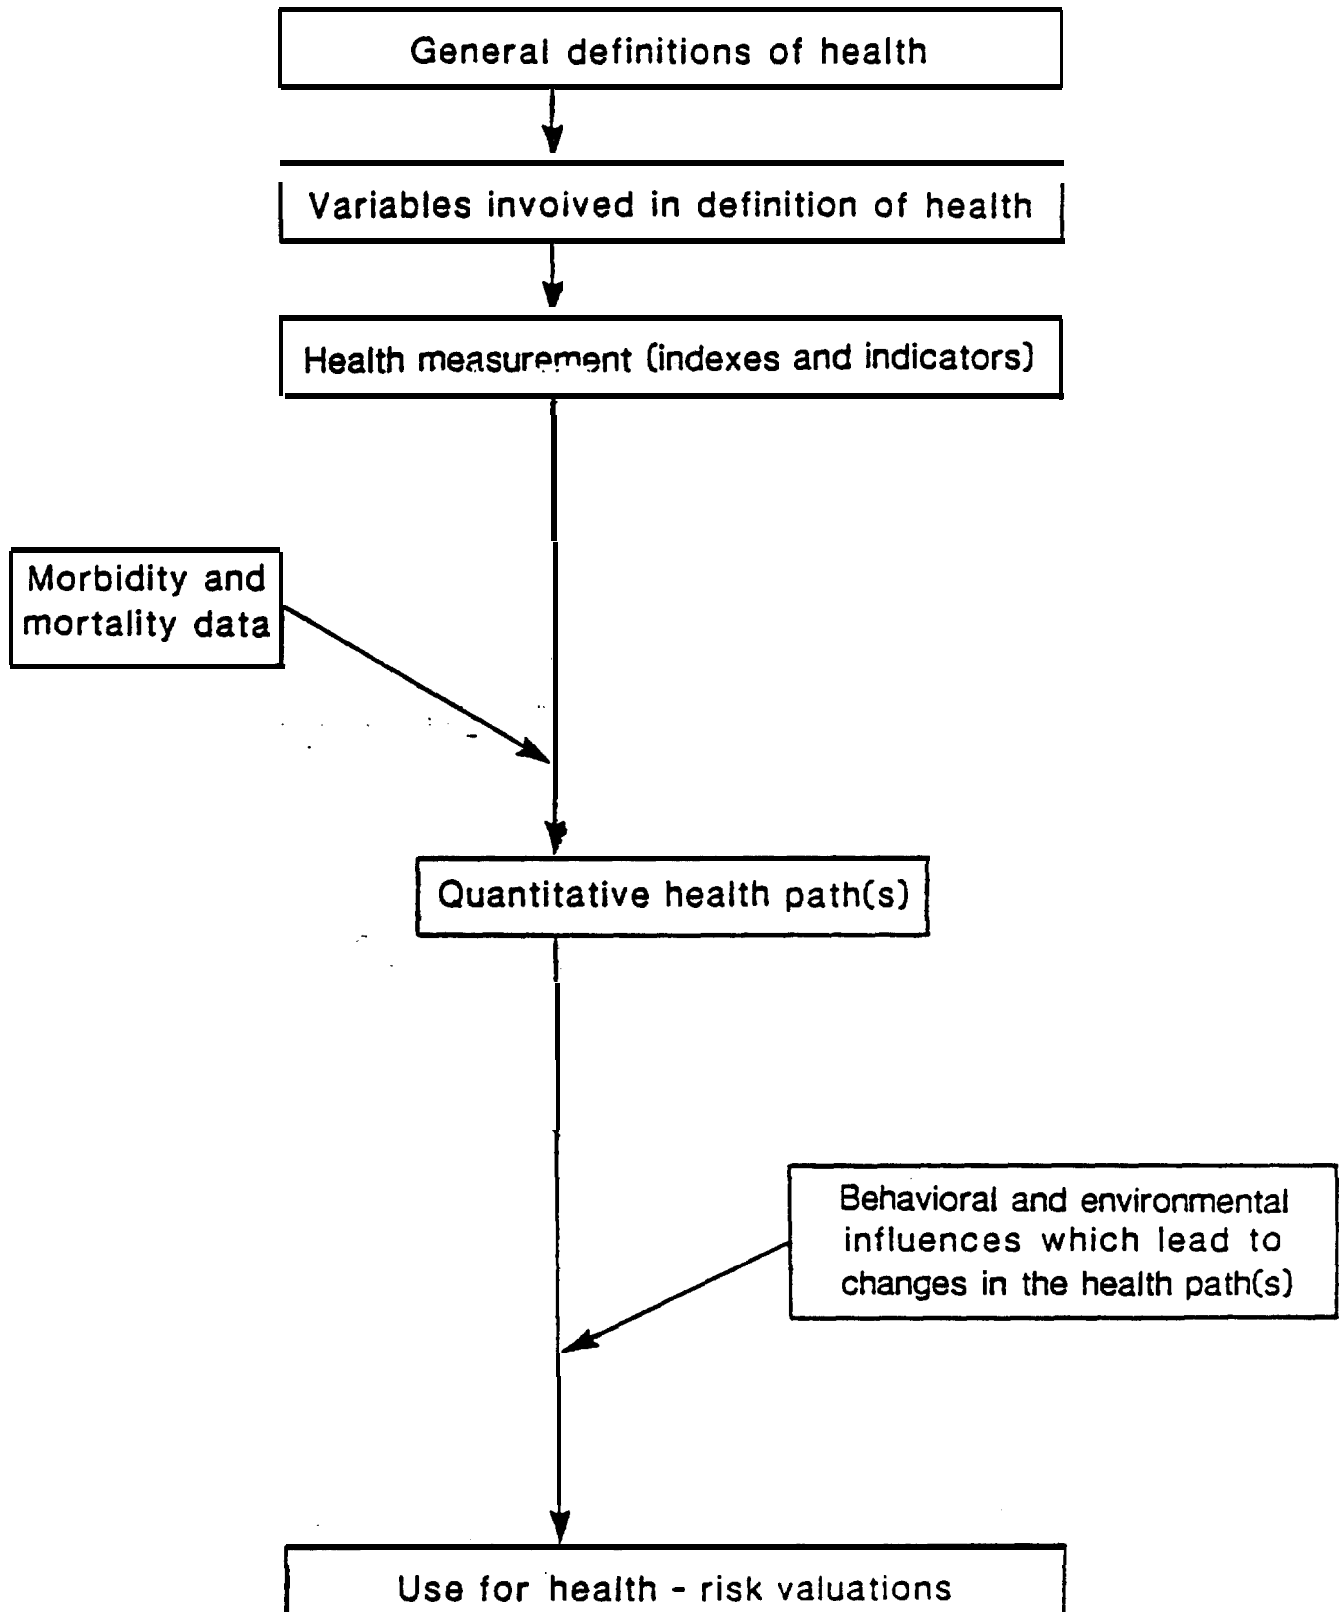 General definitions of health
Variables invoived in definition of health
Health measurement (indexes and indicators)
Morbidity and
mortality data
Quantitative health path(s)
Behavioral and environmental
influences which lead to
changes in the health path(s)
Use for health - risk valuations